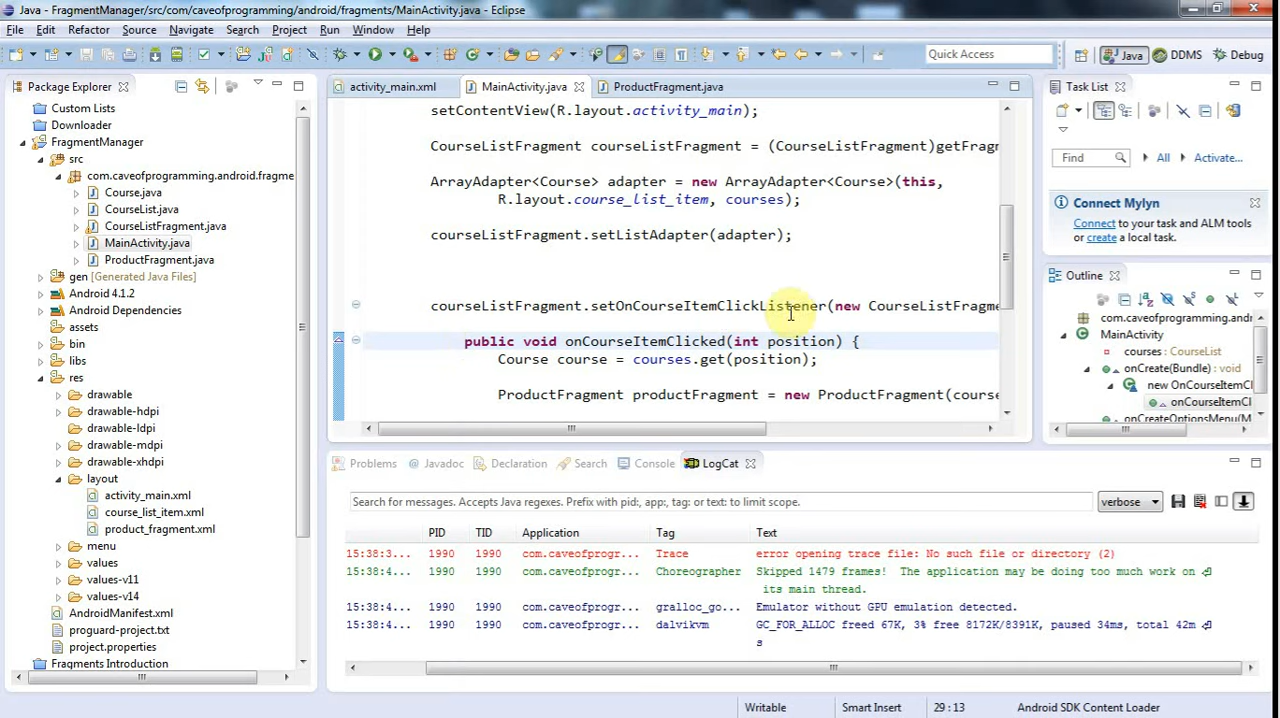 Java - FragmentManager/src/com/caveofprogramming/android/fragments/MainActivity.java - Eclipse
File Edit Refactor Source Navigate Search Project Run Window Help
Quick Access
Java
DDMS
Debug
Package Explorer
Custom Lists
Downloader
FragmentManager
src
com.caveofprogramming.android.fragme
Course.java
CourseList.java
CourseListFragment.java
MainActivity.java
ProductFragment.java
gen [Generated Java Files]
Android 4.1.2
Android Dependencies
assets
bin
libs
res
drawable
drawable-hdpi
drawable-ldpi
drawable-mdpi
drawable-xhdpi
layout
activity_main.xml
course_list_item.xml
product_fragment.xml
menu
values
values-v11
values-v14
AndroidManifest.xml
proguard-project.txt
project.properties
Fragments Introduction
activity_main.xml
MainActivity.java
ProductFragment.java
setContentView(R.layout.activity_main);
CourseListFragment courseListFragment = (CourseListFragment)getFragm
ArrayAdapter<Course> adapter = new ArrayAdapter<Course>(this,
R.layout.course_list_item, courses);
courseListFragment.setListAdapter(adapter);
courseListFragment.setOnCourseItemClickListener(new CourseListFragme
public void onCourseItemClicked(int position) {
Course course = courses.get(position);
ProductFragment productFragment = new ProductFragment(course
Task List
Find
All
Activate...
Connect Mylyn
Connect to your task and ALM tools
or create a local task.
Outline
com.caveofprogramming.andr
MainActivity
courses : CourseList
onCreate(Bundle) : void
new OnCourseItemCl
onCourseItemCl
onCreateOptionsMenu(M
Problems
Javadoc
Declaration
Search
Console
LogCat
Search for messages. Accepts Java regexes. Prefix with pid:, app:, tag: or text: to limit scope.
verbose
PID TID Application Tag Text
15:38:3... 1990 1990 com.caveofprogr... Trace error opening trace file: No such file or directory (2)
15:38:4... 1990 1990 com.caveofprogr... Choreographer Skipped 1479 frames! The application may be doing too much work on
its main thread.
15:38:4... 1990 1990 com.caveofprogr... gralloc_go... Emulator without GPU emulation detected.
15:38:4... 1990 1990 com.caveofprogr... dalvikvm GC_FOR_ALLOC freed 67K, 3% free 8172K/8391K, paused 34ms, total 42m
s
Writable
Smart Insert
29 : 13
Android SDK Content Loader